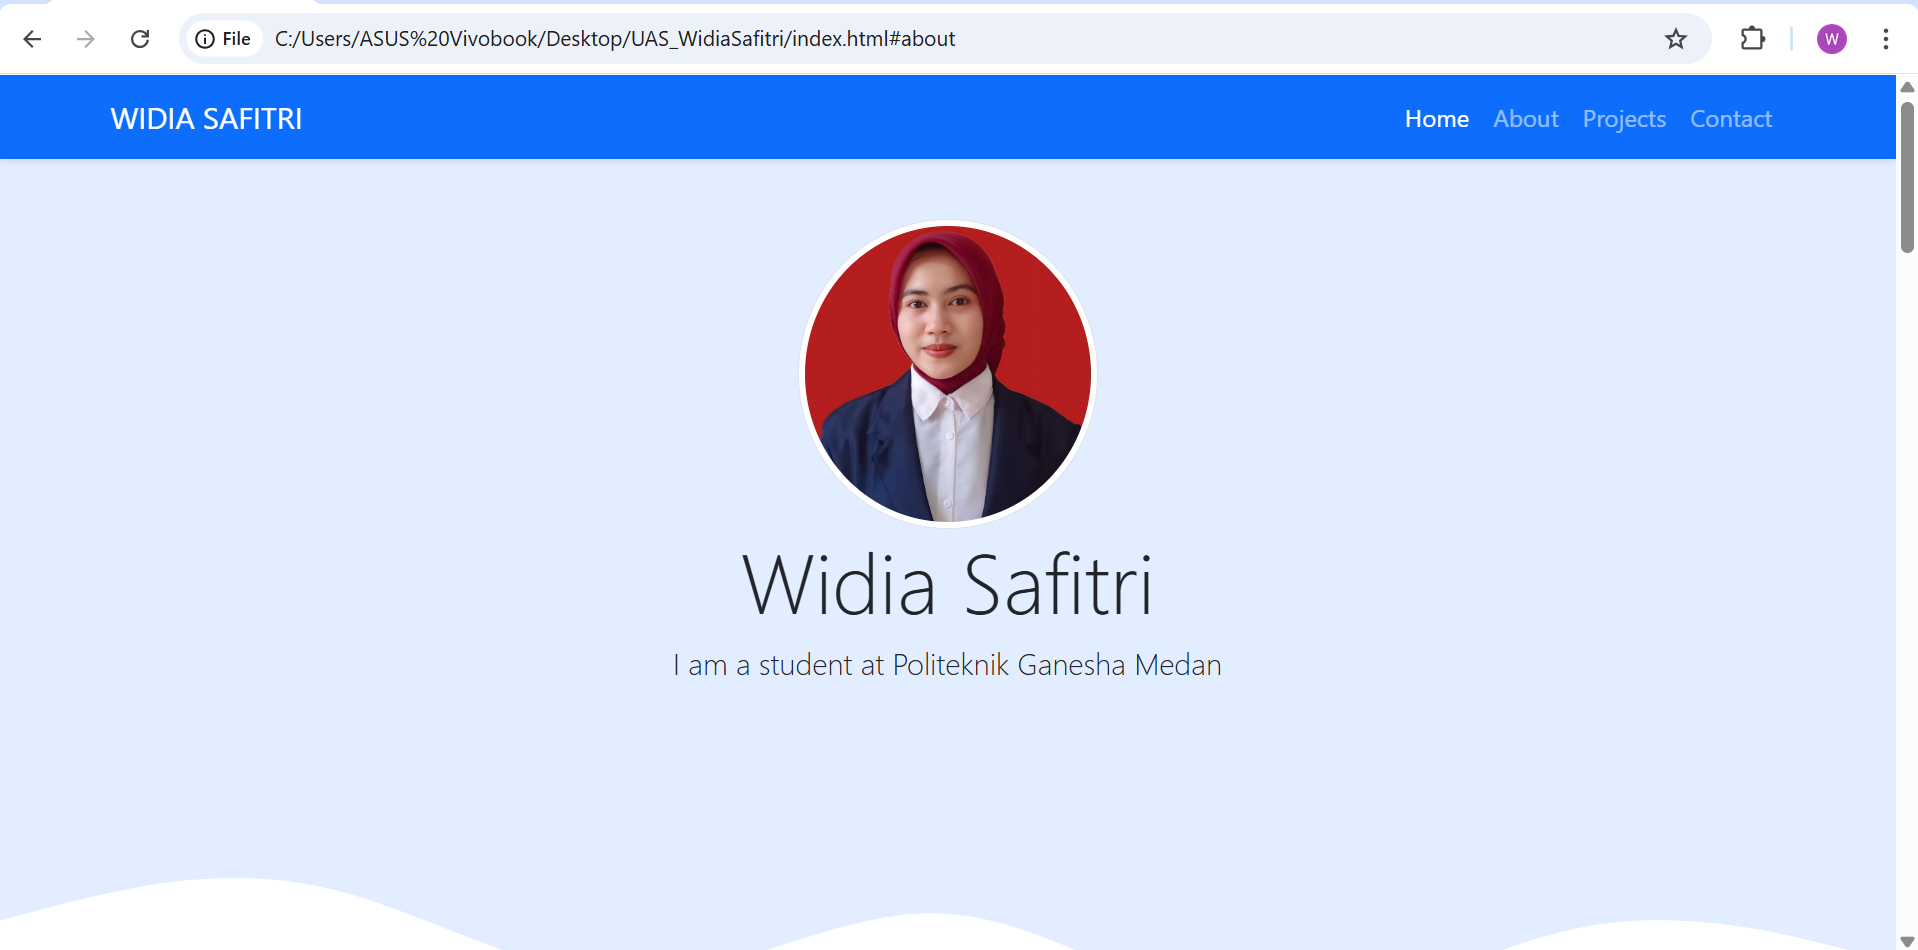 File C:/Users/ASUS%20Vivobook/Desktop/UAS_WidiaSafitri/index.html#about W
WIDIA SAFITRI Home About Projects Contact
Widia Safitri
I am a student at Politeknik Ganesha Medan